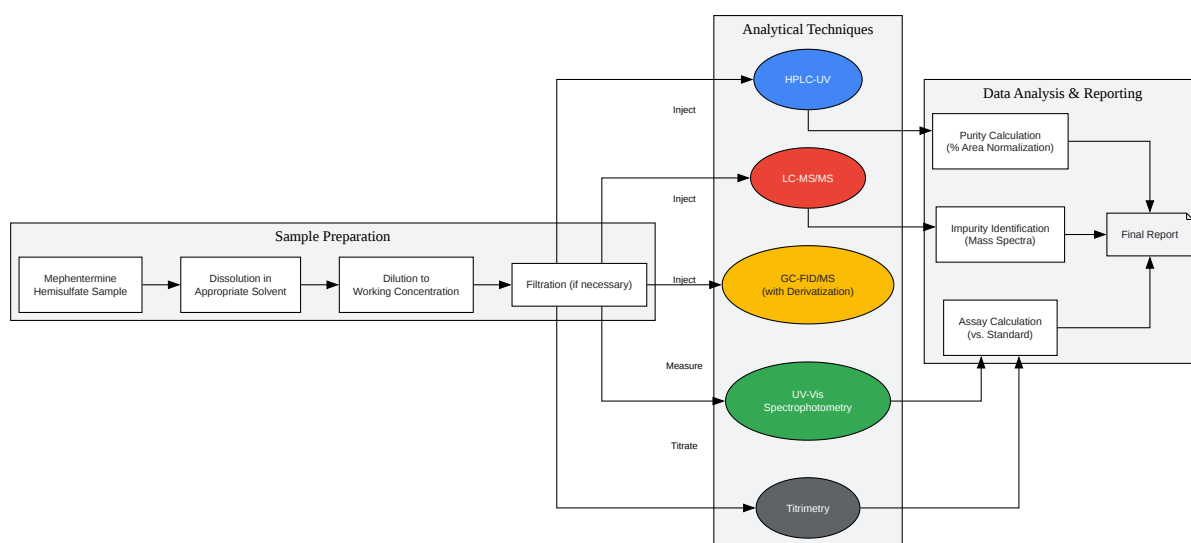 Analytical Techniques
HPLC-UV
Data Analysis & Reporting
Inject
Purity Calculation
(% Area Normalization)
LC-MS/MS
Inject
Sample Preparation
Impurity Identification
(Mass Spectra)
Final Report
Mephentermine
Hemisulfate Sample
Dissolution in
Appropriate Solvent
Dilution to
Working Concentration
Filtration (if necessary)
Inject
GC-FID/MS
(with Derivatization)
Assay Calculation
(vs. Standard)
Measure
UV-Vis
Spectrophotometry
Titrate
Titrimetry